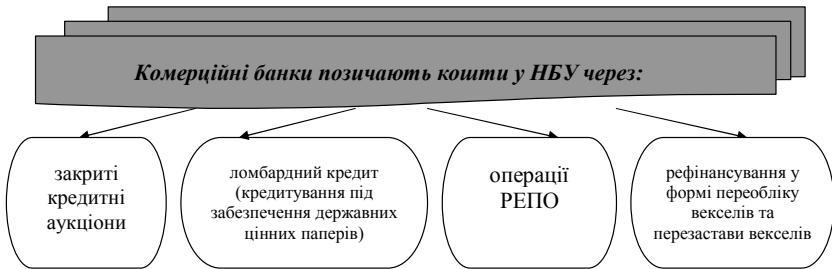 Комерційні банки позичають кошти у НБУ через:
закриті
кредитні
аукціони
ломбардний кредит
(кредитування під
забезпечення державних
цінних паперів)
операції
РЕПО
рефінансування у
формі переобліку
векселів та
перезастави векселів